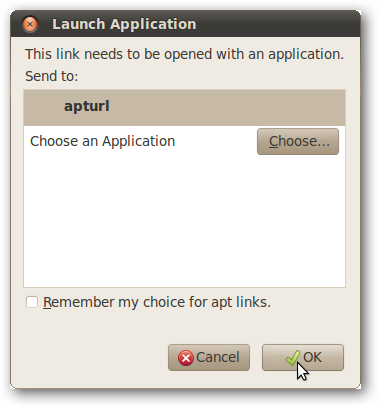 Launch Application
This link needs to be opened with an application.
Send to:
apturl
Choose an Application
Choose...
Remember my choice for apt links.
Cancel
OK